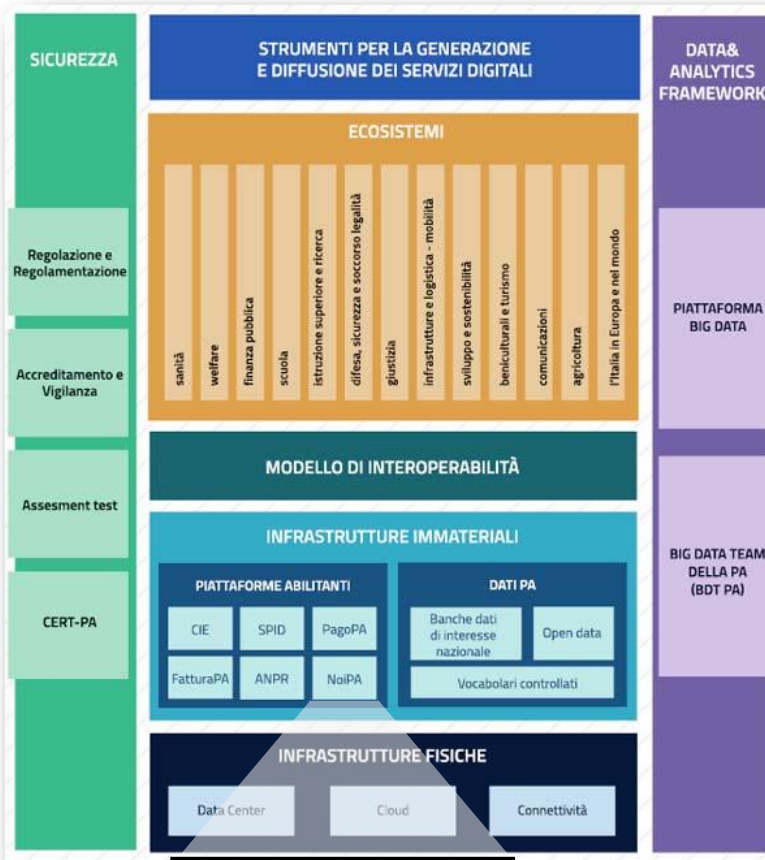 SICUREZZA
Regolazione e
Regolamentazione
Accreditamento e
Vigilanza
Assesment test
CERT-PA
STRUMENTI PER LA GENERAZIONE
E DIFFUSIONE DEI SERVIZI DIGITALI
ECOSISTEMI
sanità
welfare
finanza pubblica
scuola
istruzione superiore e ricerca
difesa, sicurezza e soccorso legalità
giustizia
infrastrutture e logistica - mobilità
sviluppo e sostenibilità
beniculturali e turismo
comunicazioni
agricoltura
l'Italia in Europa e nel mondo
MODELLO DI INTEROPERABILITÀ
INFRASTRUTTURE IMMATERIALI
PIATTAFORME ABILITANTI
CIE
SPID
PagoPA
FatturaPA
ANPR
NoiPA
DATI PA
Banche dati
di interesse
nazionale
Open data
Vocabolari controllati
INFRASTRUTTURE FISICHE
Data Center
Cloud
Connettività
DATA&
ANALYTICS
FRAMEWORK
PIATTAFORMA
BIG DATA
BIG DATA TEAM
DELLA PA
(BDT PA)